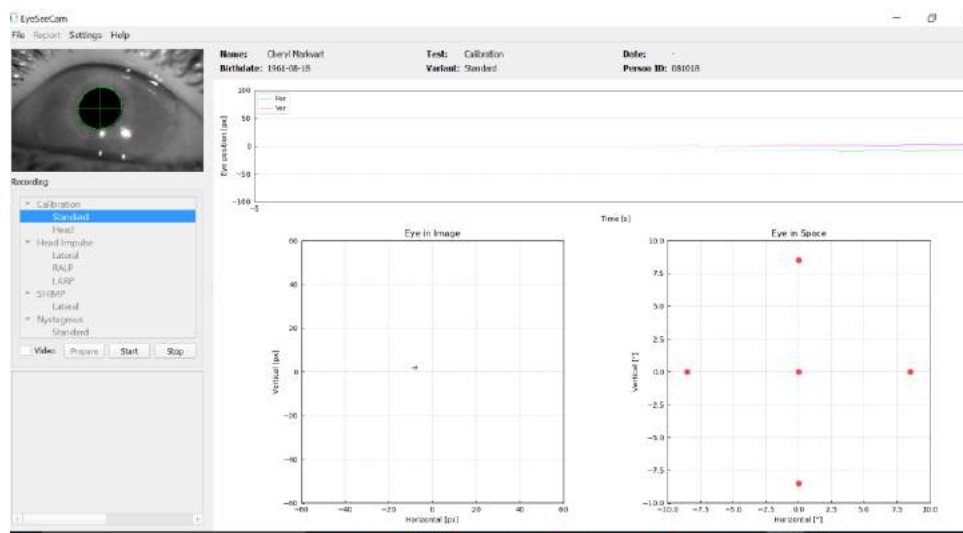 EyeSeeCam
File Report Settings Help
Name: Cheryl Markvart Test: Calibration Date: -
Birthdate: 1961-08-18 Variant: Standard Person ID: 081018
Recording
Calibration
Standard
Head
Head Impulse
Lateral
RALP
LARP
SHIMP
Lateral
Nystagmus
Standard
Video Prepare Start Stop
Eye position [px]
100
50
0
−50
−100
Hor
Ver
−5
Time [s]
Eye in Image
Vertical [px]
60
40
20
0
−20
−40
−60
−60 −40 −20 0 20 40 60
Horizontal [px]
Eye in Space
Vertical [°]
10.0
7.5
5.0
2.5
0.0
−2.5
−5.0
−7.5
−10.0
−10.0 −7.5 −5.0 −2.5 0.0 2.5 5.0 7.5 10.0
Horizontal [°]